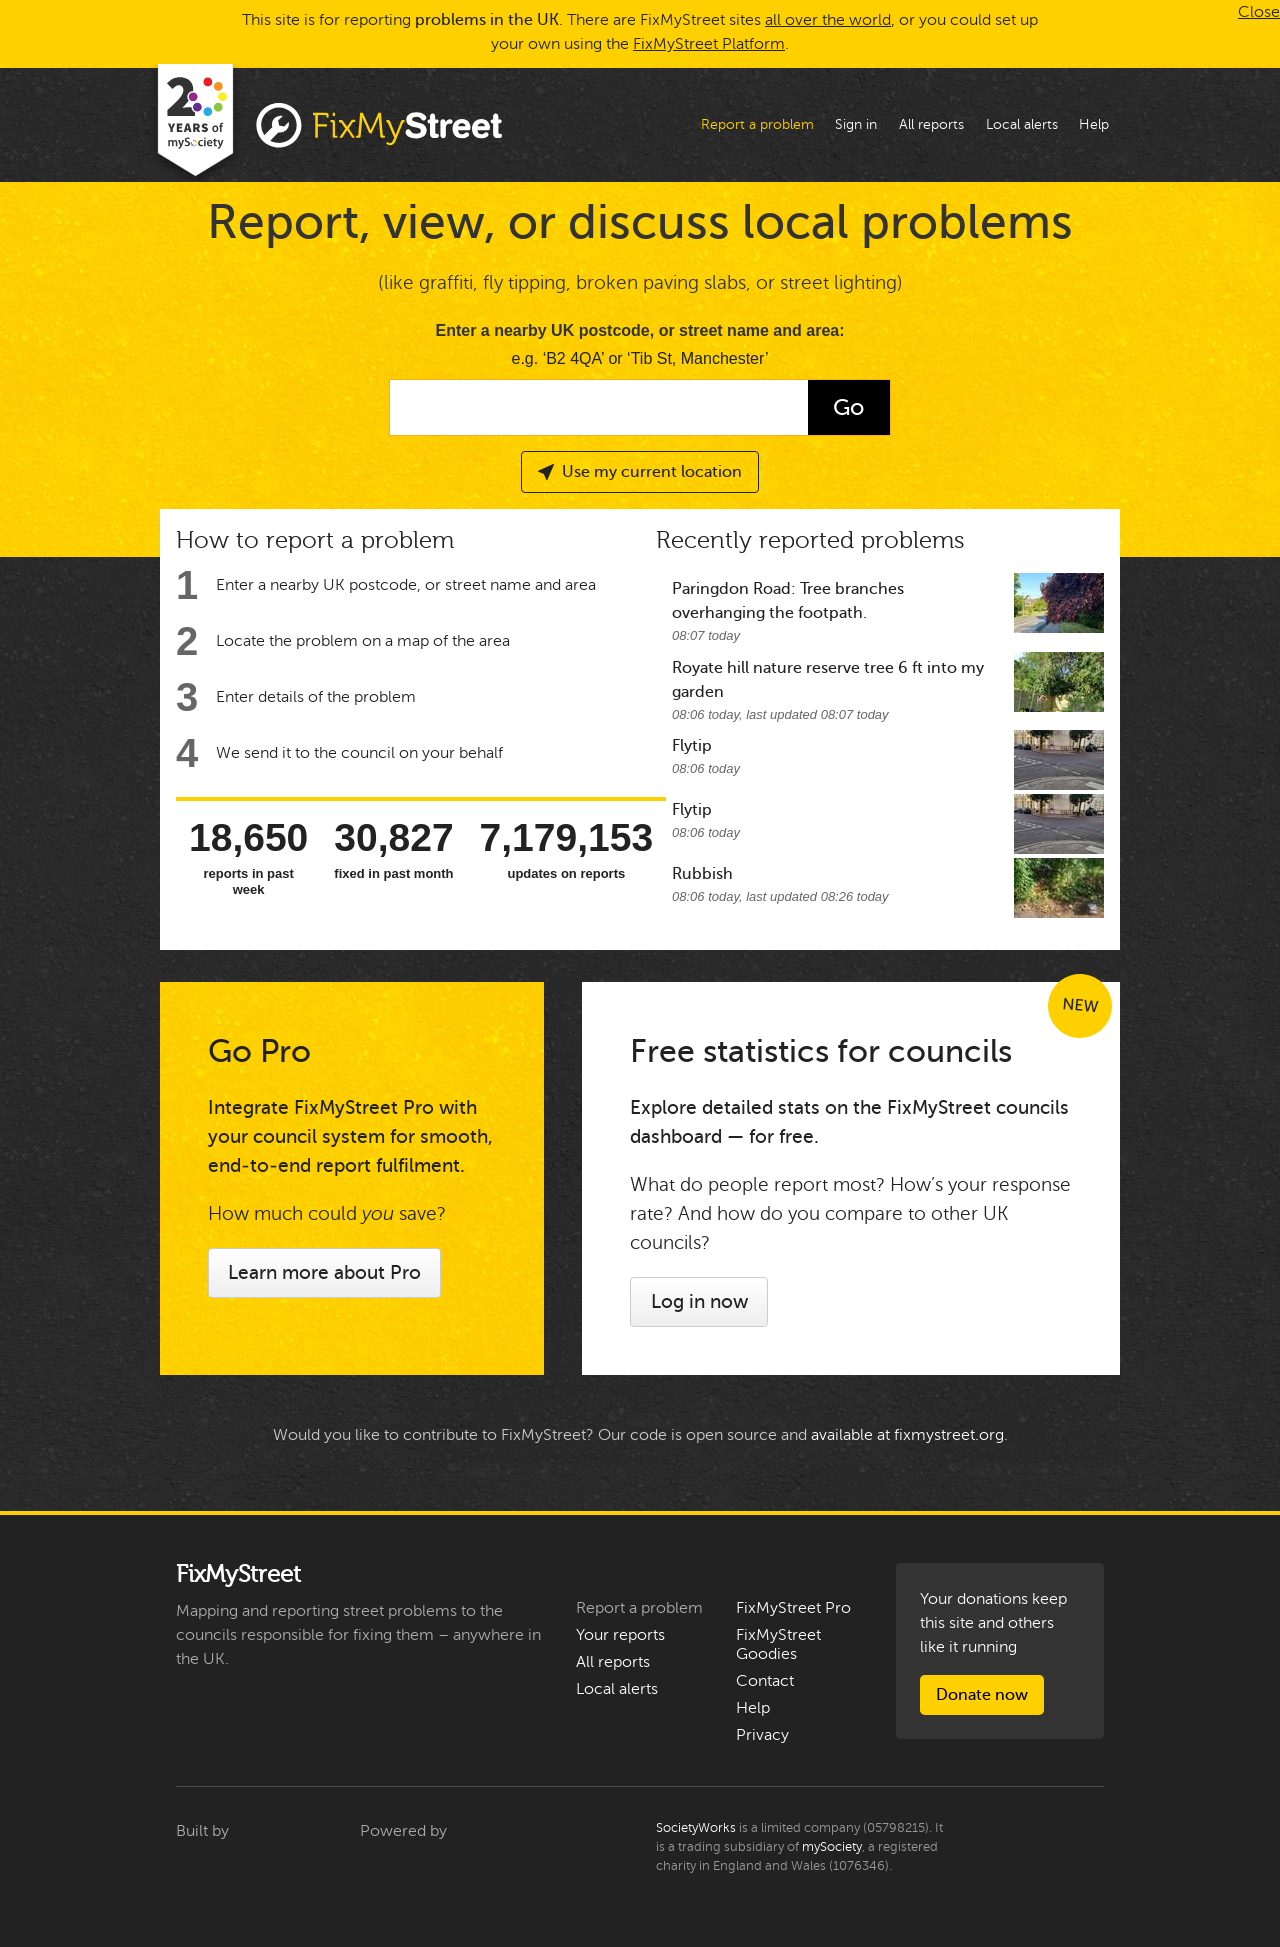 This site is for reporting problems in the UK. There are FixMyStreet sites all over the world, or you could set up
your own using the FixMyStreet Platform.
Close
20
YEARS of
mySociety
FixMyStreet
Report a problem
Sign in
All reports
Local alerts
Help
Report, view, or discuss local problems
(like graffiti, fly tipping, broken paving slabs, or street lighting)
Enter a nearby UK postcode, or street name and area:
e.g. ‘B2 4QA’ or ‘Tib St, Manchester’
Go
Use my current location
How to report a problem
1 Enter a nearby UK postcode, or street name and area
2 Locate the problem on a map of the area
3 Enter details of the problem
4 We send it to the council on your behalf
18,650
reports in past
week
30,827
fixed in past month
7,179,153
updates on reports
Recently reported problems
Paringdon Road: Tree branches
overhanging the footpath.
08:07 today
Royate hill nature reserve tree 6 ft into my
garden
08:06 today, last updated 08:07 today
Flytip
08:06 today
Flytip
08:06 today
Rubbish
08:06 today, last updated 08:26 today
Go Pro
Integrate FixMyStreet Pro with
your council system for smooth,
end-to-end report fulfilment.
How much could you save?
Learn more about Pro
NEW
Free statistics for councils
Explore detailed stats on the FixMyStreet councils
dashboard — for free.
What do people report most? How’s your response
rate? And how do you compare to other UK
councils?
Log in now
Would you like to contribute to FixMyStreet? Our code is open source and available at fixmystreet.org.
FixMyStreet
Mapping and reporting street problems to the
councils responsible for fixing them – anywhere in
the UK.
Report a problem
Your reports
All reports
Local alerts
FixMyStreet Pro
FixMyStreet
Goodies
Contact
Help
Privacy
Your donations keep
this site and others
like it running
Donate now
Built by
Powered by
SocietyWorks is a limited company (05798215). It
is a trading subsidiary of mySociety, a registered
charity in England and Wales (1076346).